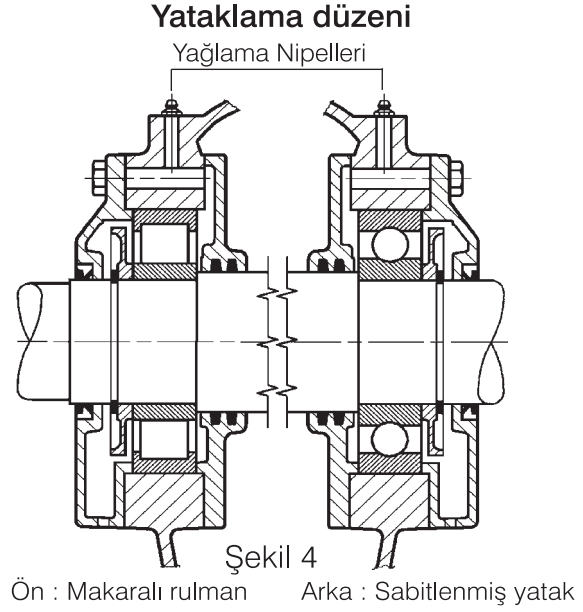 Yataklama düzeni
Yağlama Nipelleri
Şekil 4
Ön : Makaralı rulman Arka : Sabitlenmiş yatak